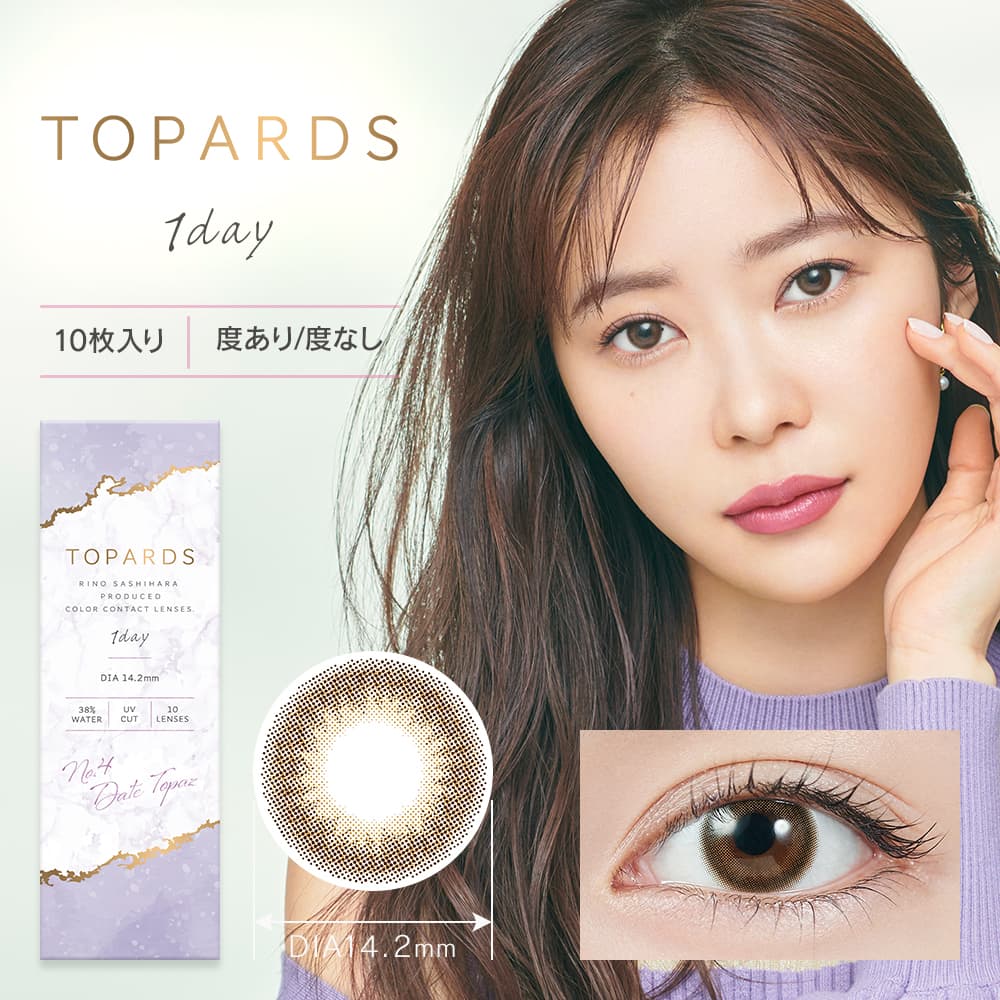 TOPARDS
1day
10枚入り
度あり/度なし
TOPARDS
RINO SASHIHARA
PRODUCED
COLOR CONTACT LENSES.
1day
DIA 14.2mm
38% WATER
UV CUT
10 LENSES
No.4
Date Topaz
DIA14.2mm